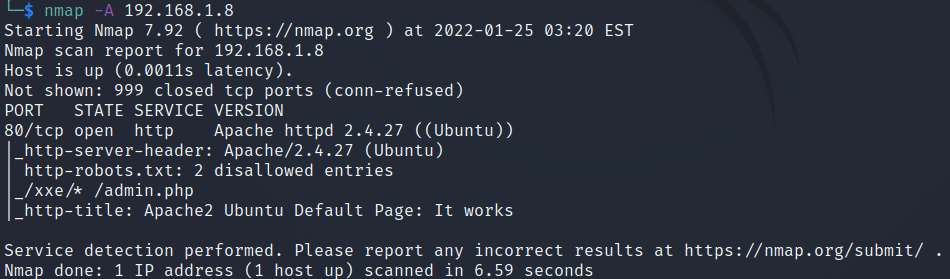 └─$ nmap -A 192.168.1.8
Starting Nmap 7.92 ( https://nmap.org ) at 2022-01-25 03:20 EST
Nmap scan report for 192.168.1.8
Host is up (0.0011s latency).
Not shown: 999 closed tcp ports (conn-refused)
PORT   STATE SERVICE VERSION
80/tcp open  http    Apache httpd 2.4.27 ((Ubuntu))
|_http-server-header: Apache/2.4.27 (Ubuntu)
| http-robots.txt: 2 disallowed entries
|_/xxe/* /admin.php
|_http-title: Apache2 Ubuntu Default Page: It works
Service detection performed. Please report any incorrect results at https://nmap.org/submit/ .
Nmap done: 1 IP address (1 host up) scanned in 6.59 seconds